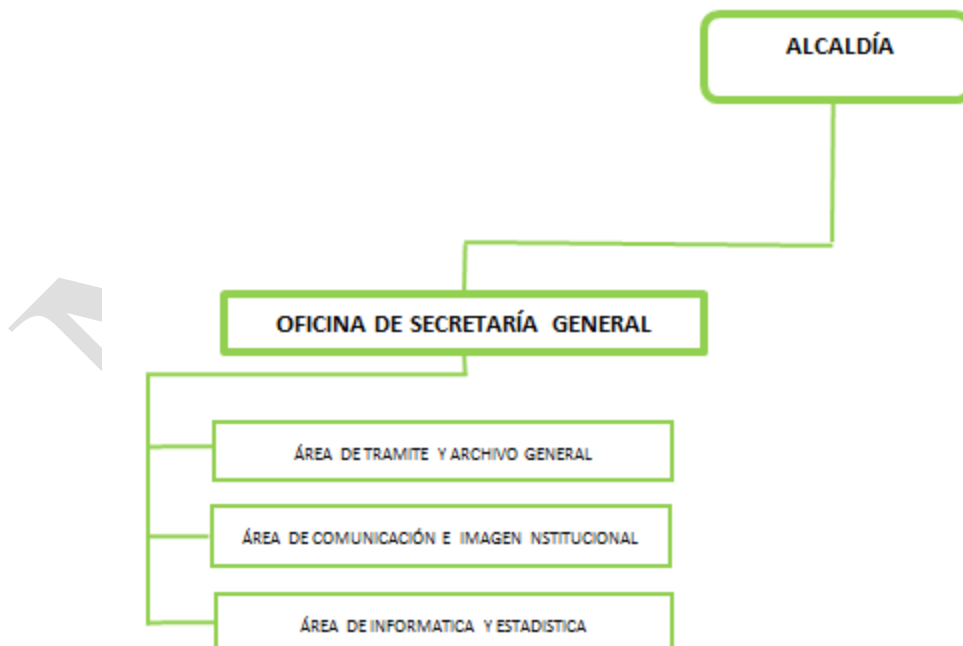 ALCALDÍA
OFICINA DE SECRETARÍA GENERAL
ÁREA DE TRAMITE Y ARCHIVO GENERAL
ÁREA DE COMUNICACIÓN E IMAGEN NSTITUCIONAL
ÁREA DE INFORMATICA Y ESTADISTICA